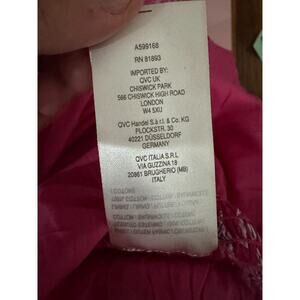 A599168
RN 81893
IMPORTED BY:
QVC UK
CHISWICK PARK
566 CHISWICK HIGH ROAD
LONDON
W4 5XU
QVC Handel S.à r.l. & Co. KG
PLOCKSTR. 30
40221 DÜSSELDORF
GERMANY
QVC ITALIA S.R.L
VIA GUZZINA 18
20861 BRUGHERIO (MB)
ITALY